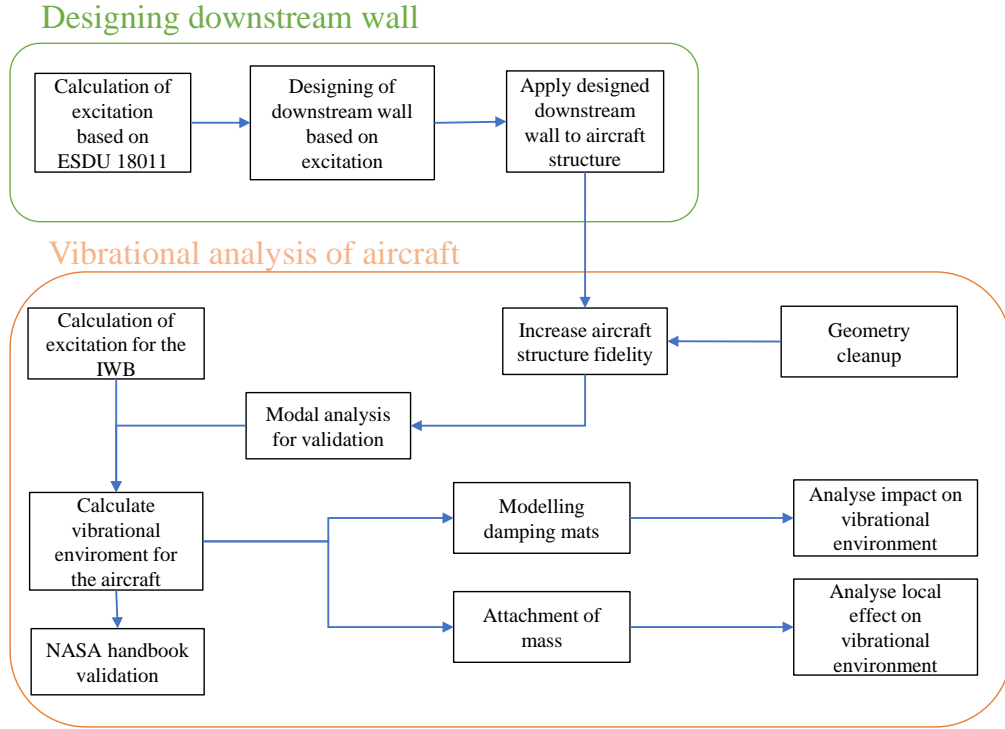 Designing downstream wall
Calculation of
excitation
based on
ESDU 18011
Designing of
downstream wall
based on
excitation
Apply designed
downstream
wall to aircraft
structure
Vibrational analysis of aircraft
Calculation of
excitation for the
IWB
Increase aircraft
structure fidelity
Geometry
cleanup
Modal analysis
for validation
Calculate
vibrational
enviroment for
the aircraft
Modelling
damping mats
Analyse impact on
vibrational
environment
Attachment of
mass
Analyse local
effect on
vibrational
environment
NASA handbook
validation